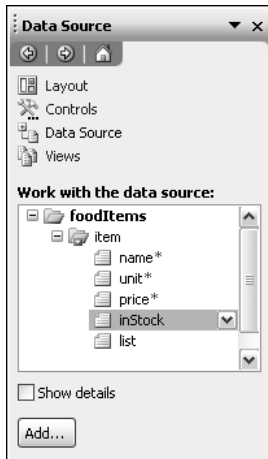 Data Source
Layout
Controls
Data Source
Views
Work with the data source:
foodItems
item
name*
unit*
price*
inStock
list
Show details
Add...